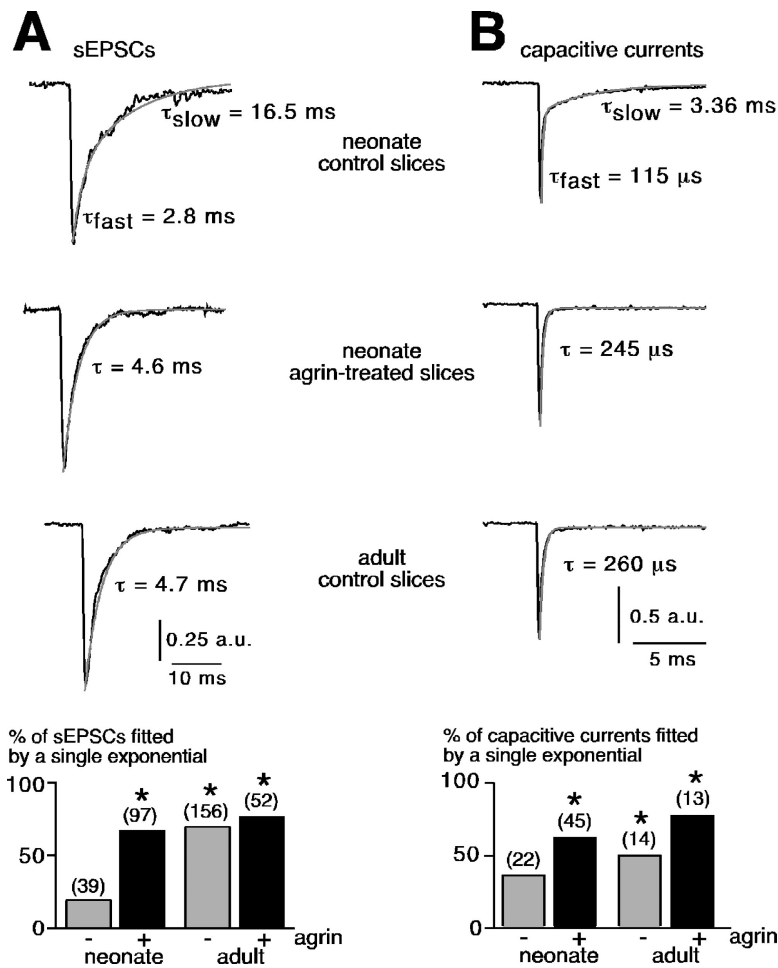 A
sEPSCs
B
capacitive currents
τslow = 16.5 ms
τfast = 2.8 ms
neonate
control slices
τslow = 3.36 ms
τfast = 115 µs
τ = 4.6 ms
neonate
agrin-treated slices
τ = 245 µs
τ = 4.7 ms
adult
control slices
τ = 260 µs
0.25 a.u.
10 ms
0.5 a.u.
5 ms
% of sEPSCs fitted
by a single exponential
100
50
0
(39)
* (97)
* (156)
* (52)
- + - + agrin
neonate adult
% of capacitive currents fitted
by a single exponential
100
50
0
(22)
* (45)
* (14)
* (13)
- + - + agrin
neonate adult